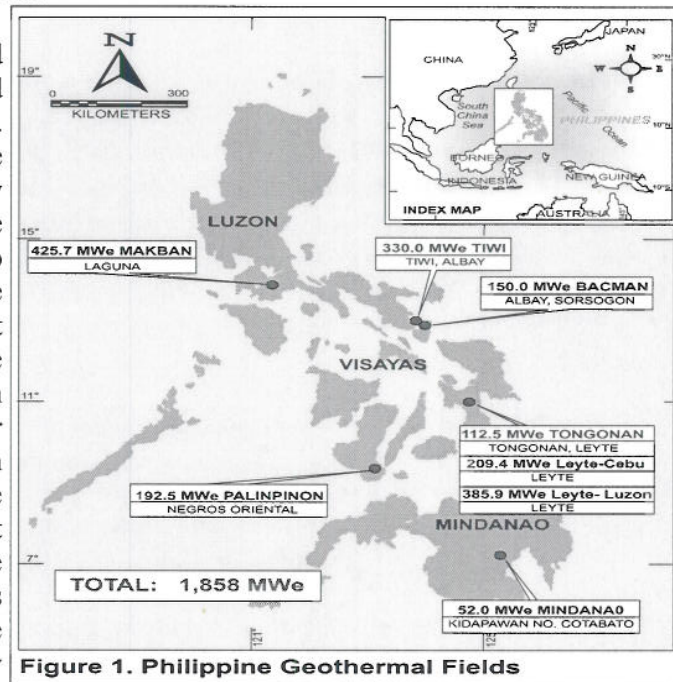 N
0 300
KILOMETERS
19°
15°
11°
7°
121°
125°
JAPAN
CHINA
N
W E
S
30°N
South
China
Sea
Pacific
Ocean
PHILIPPINES
10°N
BORNEO
INDONESIA
NEW GUINEA
10°S
INDEX MAP
AUSTRALIA
LUZON
425.7 MWe MAKBAN
LAGUNA
330.0 MWe TIWI
TIWI, ALBAY
150.0 MWe BACMAN
ALBAY, SORSOGON
VISAYAS
112.5 MWe TONGONAN
TONGONAN, LEYTE
209.4 MWe Leyte-Cebu
LEYTE
385.9 MWe Leyte- Luzon
LEYTE
192.5 MWe PALINPINON
NEGROS ORIENTAL
MINDANAO
TOTAL: 1,858 MWe
52.0 MWe MINDANA0
KIDAPAWAN NO. COTABATO
Figure 1. Philippine Geothermal Fields